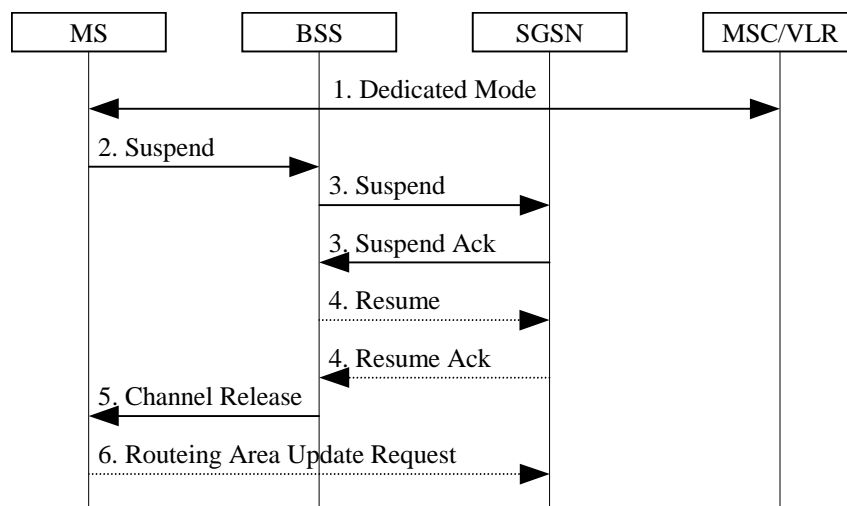 MS
BSS
SGSN
MSC/VLR
1. Dedicated Mode
2. Suspend
3. Suspend
3. Suspend Ack
4. Resume
4. Resume Ack
5. Channel Release
6. Routeing Area Update Request